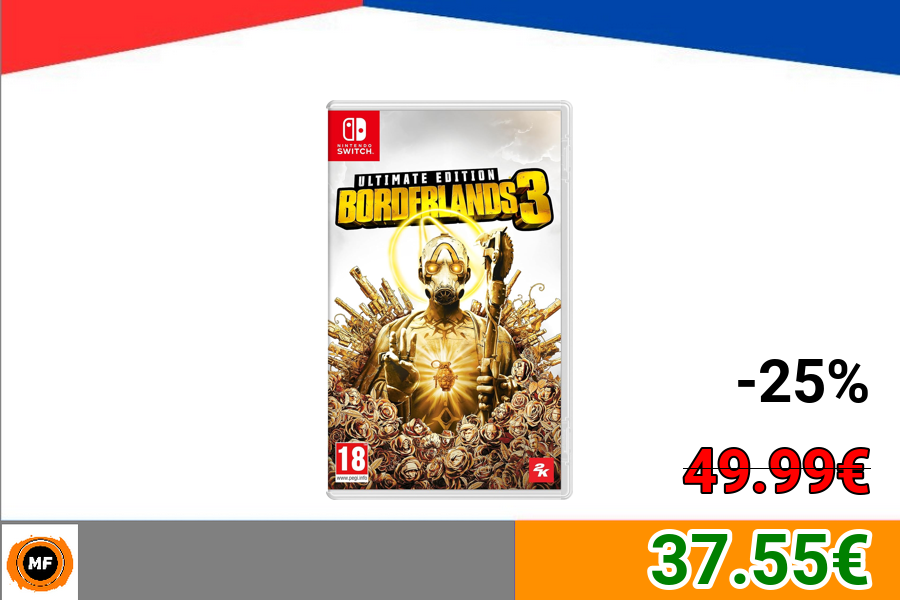 NINTENDO
SWITCH.
ULTIMATE EDITION
BORDERLANDS 3
18
www.pegi.info
2K
-25%
49.99€
37.55€
MF